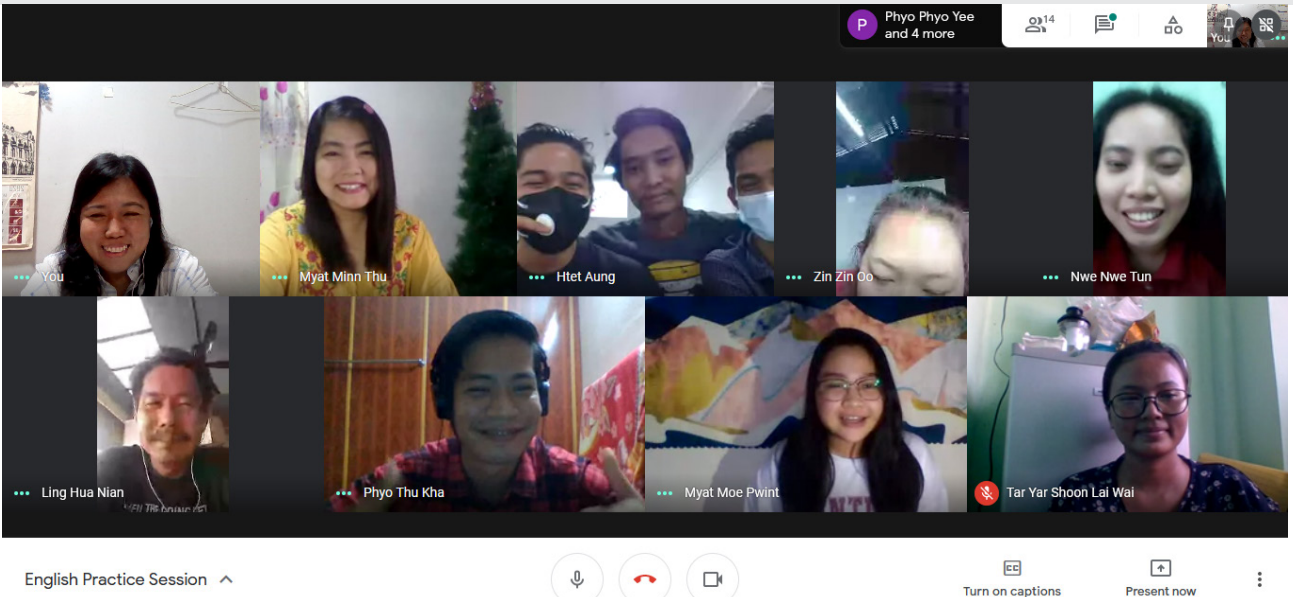 P
Phyo Phyo Yee
and 4 more
14
You
You
Myat Minn Thu
Htet Aung
Zin Zin Oo
Nwe Nwe Tun
Ling Hua Nian
Phyo Thu Kha
Myat Moe Pwint
Tar Yar Shoon Lai Wai
English Practice Session
CC
Turn on captions
Present now